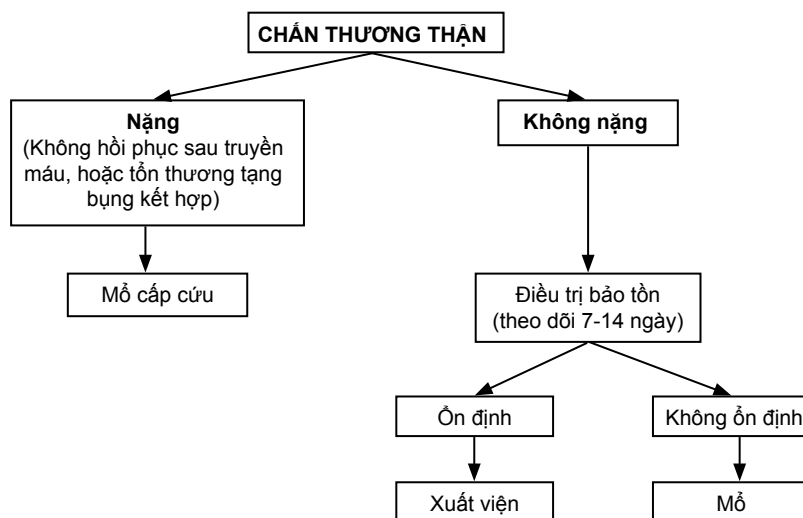 CHẤN THƯƠNG THẬN
Nặng
(Không hồi phục sau truyền
máu, hoặc tổn thương tạng
bụng kết hợp)
Không nặng
Mổ cấp cứu
Điều trị bảo tồn
(theo dõi 7-14 ngày)
Ổn định
Không ổn định
Xuất viện
Mổ